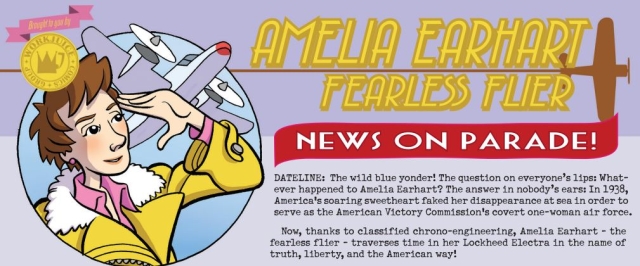 Brought to you by
AMELIA EARHART
FEARLESS FLIER
NEWS ON PARADE!
DATELINE: The wild blue yonder! The question on everyone's lips: What-
ever happened to Amelia Earhart? The answer in nobody's ears: In 1938,
America's soaring sweetheart faked her disappearance at sea in order to
serve as the American Victory Commission's covert one-woman air force.
Now, thanks to classified chrono-engineering, Amelia Earhart - the
fearless flier - traverses time in her Lockheed Electra in the name of
truth, liberty, and the American way!